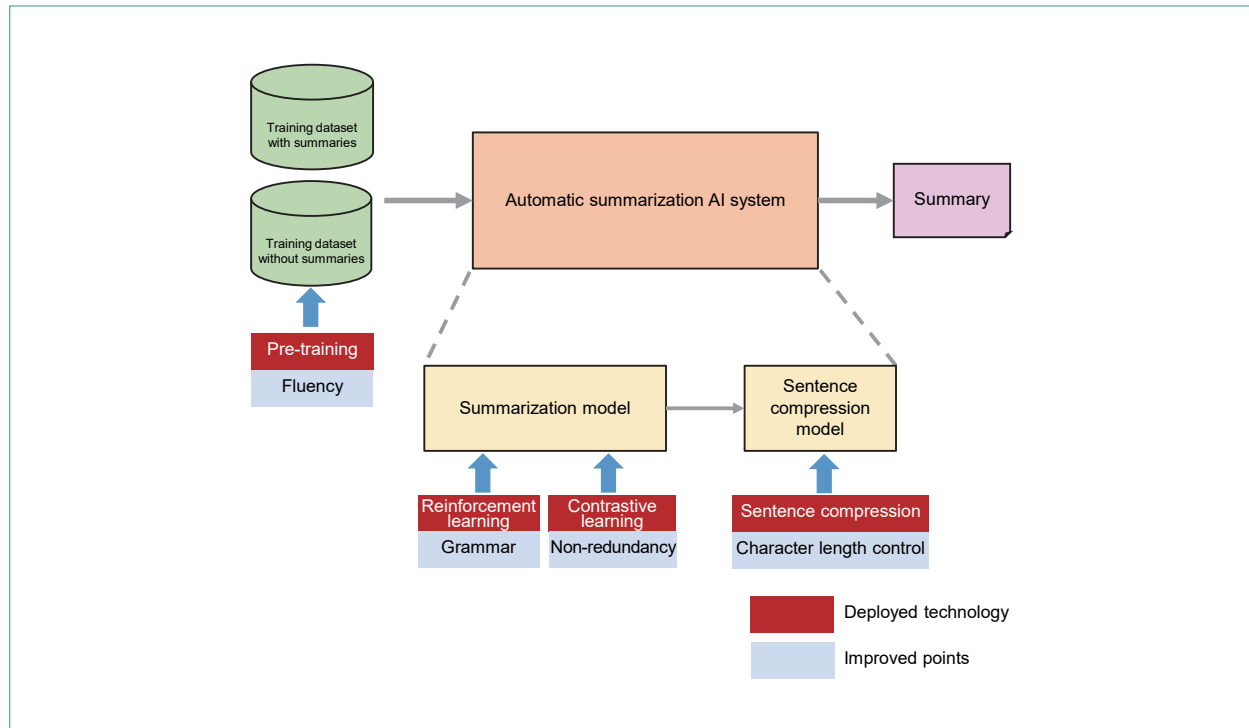 Training dataset
with summaries
Training dataset
without summaries
Automatic summarization AI system
Summary
Pre-training
Fluency
Summarization model
Sentence
compression
model
Reinforcement
learning
Grammar
Contrastive
learning
Non-redundancy
Sentence compression
Character length control
Deployed technology
Improved points